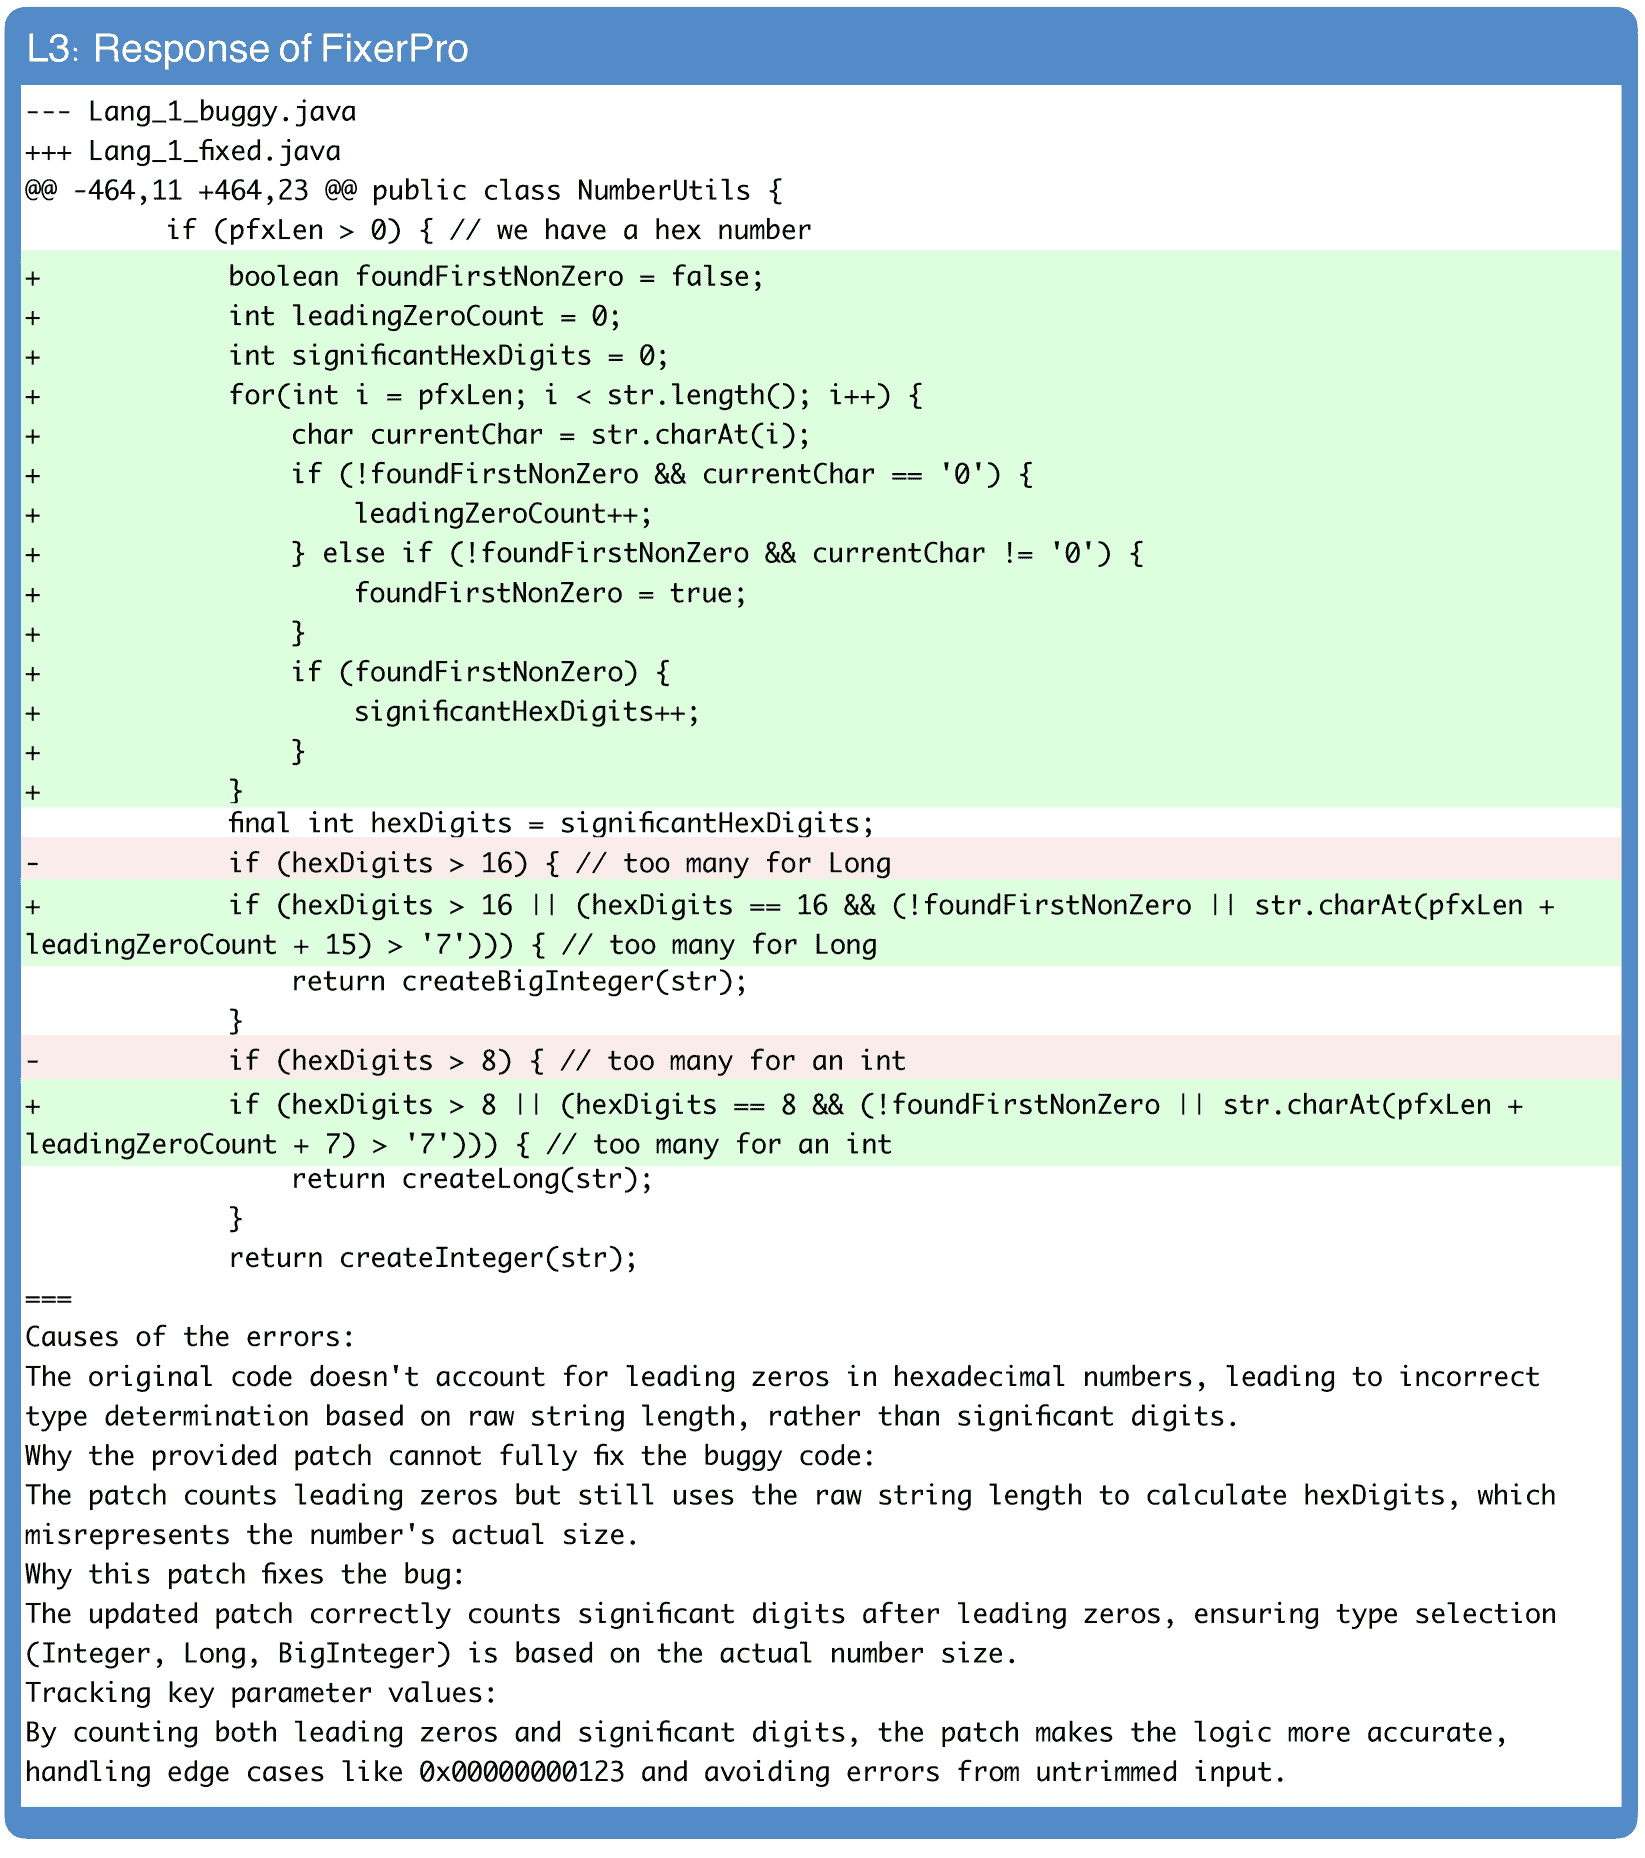 L3: Response of FixerPro
--- Lang_1_buggy.java
+++ Lang_1_fixed.java
@@ -464,11 +464,23 @@ public class NumberUtils {
         if (pfxLen > 0) { // we have a hex number
+            boolean foundFirstNonZero = false;
+            int leadingZeroCount = 0;
+            int significantHexDigits = 0;
+            for(int i = pfxLen; i < str.length(); i++) {
+                char currentChar = str.charAt(i);
+                if (!foundFirstNonZero && currentChar == '0') {
+                    leadingZeroCount++;
+                } else if (!foundFirstNonZero && currentChar != '0') {
+                    foundFirstNonZero = true;
+                }
+                if (foundFirstNonZero) {
+                    significantHexDigits++;
+                }
+            }
             final int hexDigits = significantHexDigits;
-            if (hexDigits > 16) { // too many for Long
+            if (hexDigits > 16 || (hexDigits == 16 && (!foundFirstNonZero || str.charAt(pfxLen +
leadingZeroCount + 15) > '7'))) { // too many for Long
                 return createBigInteger(str);
             }
-            if (hexDigits > 8) { // too many for an int
+            if (hexDigits > 8 || (hexDigits == 8 && (!foundFirstNonZero || str.charAt(pfxLen +
leadingZeroCount + 7) > '7'))) { // too many for an int
                 return createLong(str);
             }
             return createInteger(str);
===
Causes of the errors:
The original code doesn't account for leading zeros in hexadecimal numbers, leading to incorrect
type determination based on raw string length, rather than significant digits.
Why the provided patch cannot fully fix the buggy code:
The patch counts leading zeros but still uses the raw string length to calculate hexDigits, which
misrepresents the number's actual size.
Why this patch fixes the bug:
The updated patch correctly counts significant digits after leading zeros, ensuring type selection
(Integer, Long, BigInteger) is based on the actual number size.
Tracking key parameter values:
By counting both leading zeros and significant digits, the patch makes the logic more accurate,
handling edge cases like 0x00000000123 and avoiding errors from untrimmed input.